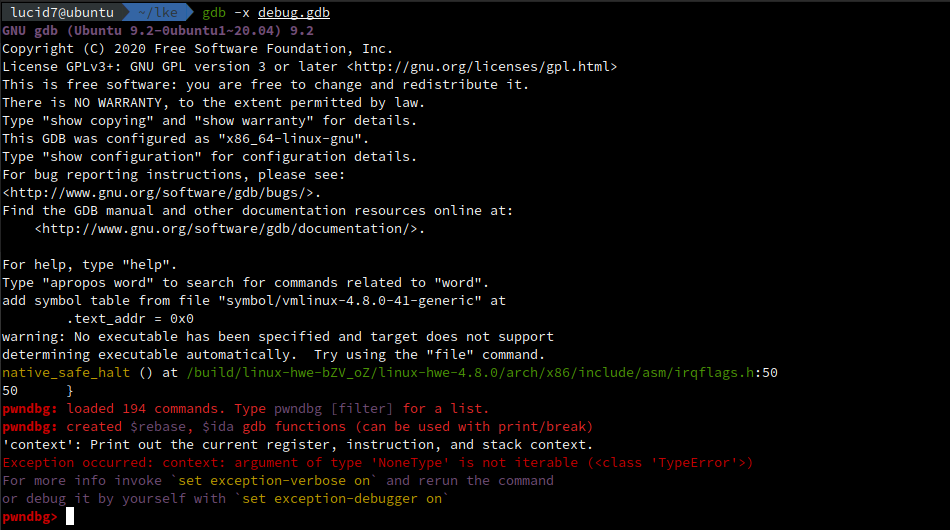 lucid7@ubuntu ~/lke gdb -x debug.gdb
GNU gdb (Ubuntu 9.2-0ubuntu1~20.04) 9.2
Copyright (C) 2020 Free Software Foundation, Inc.
License GPLv3+: GNU GPL version 3 or later <http://gnu.org/licenses/gpl.html>
This is free software: you are free to change and redistribute it.
There is NO WARRANTY, to the extent permitted by law.
Type "show copying" and "show warranty" for details.
This GDB was configured as "x86_64-linux-gnu".
Type "show configuration" for configuration details.
For bug reporting instructions, please see:
<http://www.gnu.org/software/gdb/bugs/>.
Find the GDB manual and other documentation resources online at:
    <http://www.gnu.org/software/gdb/documentation/>.
For help, type "help".
Type "apropos word" to search for commands related to "word".
add symbol table from file "symbol/vmlinux-4.8.0-41-generic" at
        .text_addr = 0x0
warning: No executable has been specified and target does not support
determining executable automatically.  Try using the "file" command.
native_safe_halt () at /build/linux-hwe-bZV_oZ/linux-hwe-4.8.0/arch/x86/include/asm/irqflags.h:50
50      }
pwndbg: loaded 194 commands. Type pwndbg [filter] for a list.
pwndbg: created $rebase, $ida gdb functions (can be used with print/break)
'context': Print out the current register, instruction, and stack context.
Exception occurred: context: argument of type 'NoneType' is not iterable (<class 'TypeError'>)
For more info invoke `set exception-verbose on` and rerun the command
or debug it by yourself with `set exception-debugger on`
pwndbg>